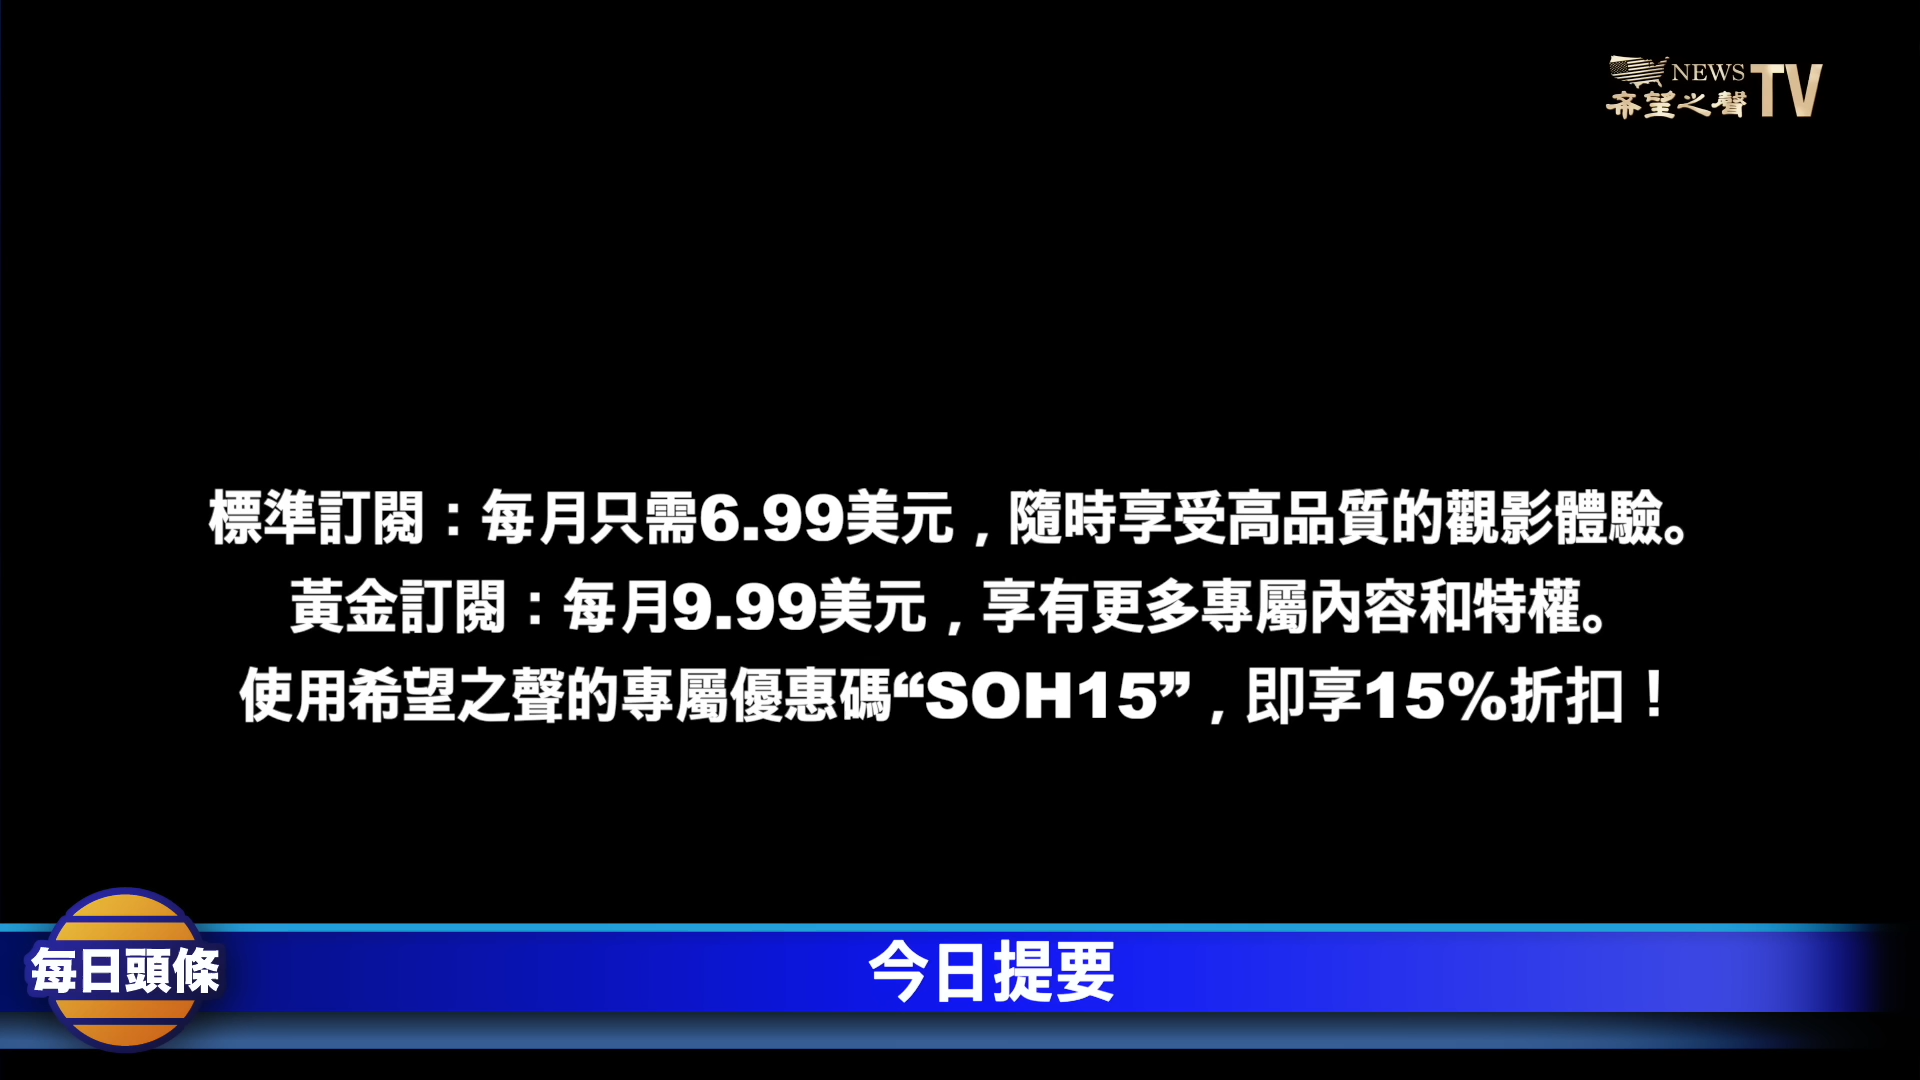 NEWS
希望之聲TV
標準訂閱：每月只需6.99美元，隨時享受高品質的觀影體驗。
黃金訂閱：每月9.99美元，享有更多專屬內容和特權。
使用希望之聲的專屬優惠碼“SOH15”，即享15%折扣！
今日提要
每日頭條